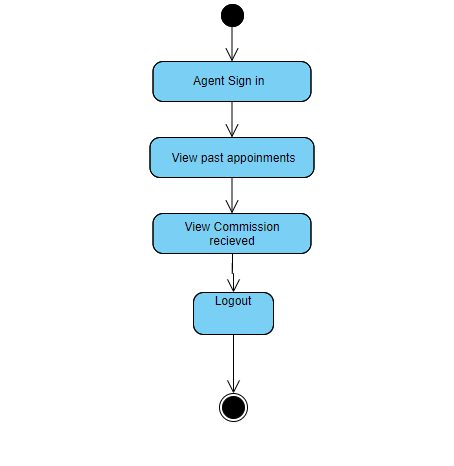 Agent Sign in
View past appoinments
View Commission
recieved
Logout